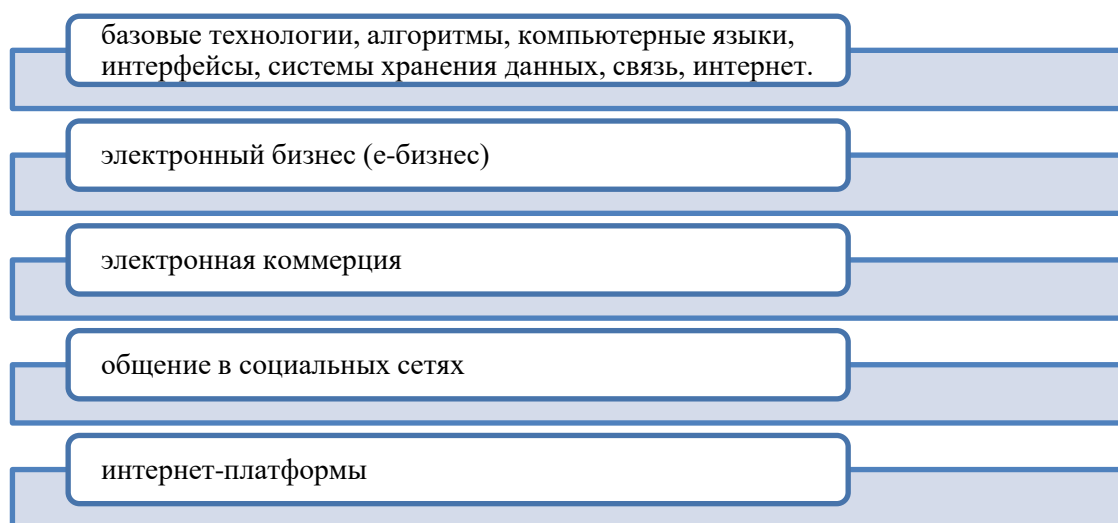 базовые технологии, алгоритмы, компьютерные языки,
интерфейсы, системы хранения данных, связь, интернет.
электронный бизнес (е-бизнес)
электронная коммерция
общение в социальных сетях
интернет-платформы